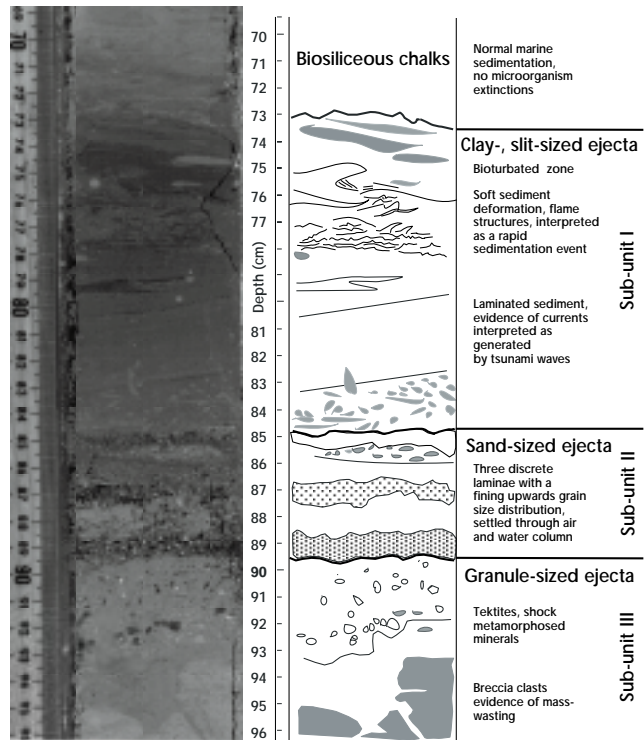 70
71
72
73
74
75
76
77
81
82
83
84
85
86
87
88
89
90
91
92
93
94
95
96
Depth (cm)
Biosiliceous chalks
Normal marine
sedimentation,
no microorganism
extinctions
Clay-, slit-sized ejecta
Bioturbated zone
Soft sediment
deformation, flame
structures, interpreted
as a rapid
sedimentation event
Laminated sediment,
evidence of currents
interpreted as
generated
by tsunami waves
Sub-unit I
Sand-sized ejecta
Three discrete
laminae with a
fining upwards grain
size distribution,
settled through air
and water column
Sub-unit II
Granule-sized ejecta
Tektites, shock
metamorphosed
minerals
Breccia clasts
evidence of mass-
wasting
Sub-unit III
70
80
90